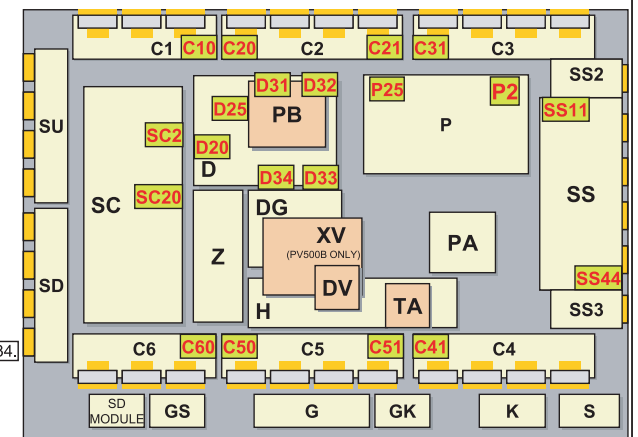 C1 C10 C20 C2 C21 C31 C3
SS2
D31 D32
P25 P2
D25 PB
SS11
SU
P
SC2
D20
D
SC20
SC
SS
D34 D33
DG
XV
PA
(PV500B ONLY)
Z
SD
DV
SS44
TA
H
SS3
34.
C6 C60 C50 C5 C51 C41 C4
SD
MODULE
GS G GK K S